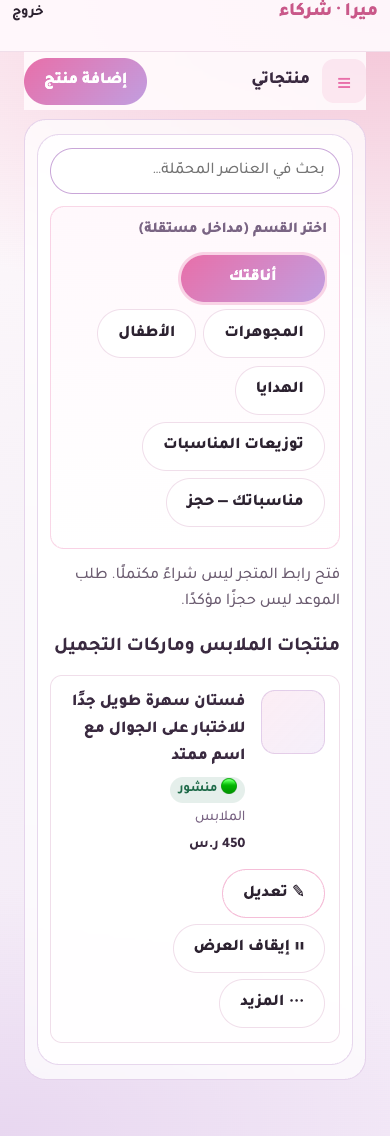 ميرا · شركاء
خروج
منتجاتي
إضافة منتج
بحث في العناصر المحمّلة...
اختر القسم (مداخل مستقلة)
أناقتك
المجوهرات
الأطفال
الهدايا
توزيعات المناسبات
مناسباتك — حجز
فتح رابط المتجر ليس شراءً مكتملًا. طلب
الموعد ليس حجزًا مؤكدًا.
منتجات الملابس وماركات التجميل
فستان سهرة طويل جدًا
للاختبار على الجوال مع
اسم ممتد
منشور
الملابس
450 ر.س
✎ تعديل
⏸ إيقاف العرض
⋯ المزيد